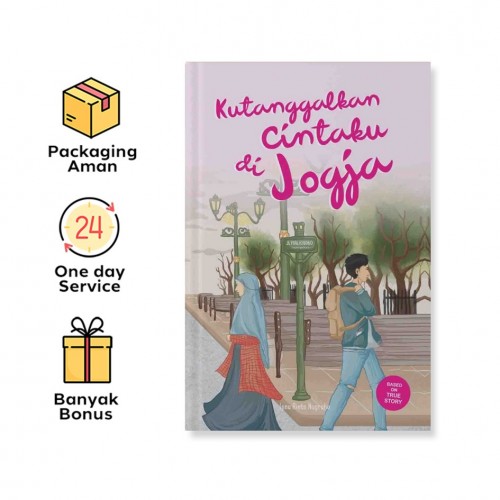 Packaging
Aman
24
One day
Service
Banyak
Bonus
Kutanggalkan
Cintaku
di Jogja
BASED
ON
TRUE
STORY